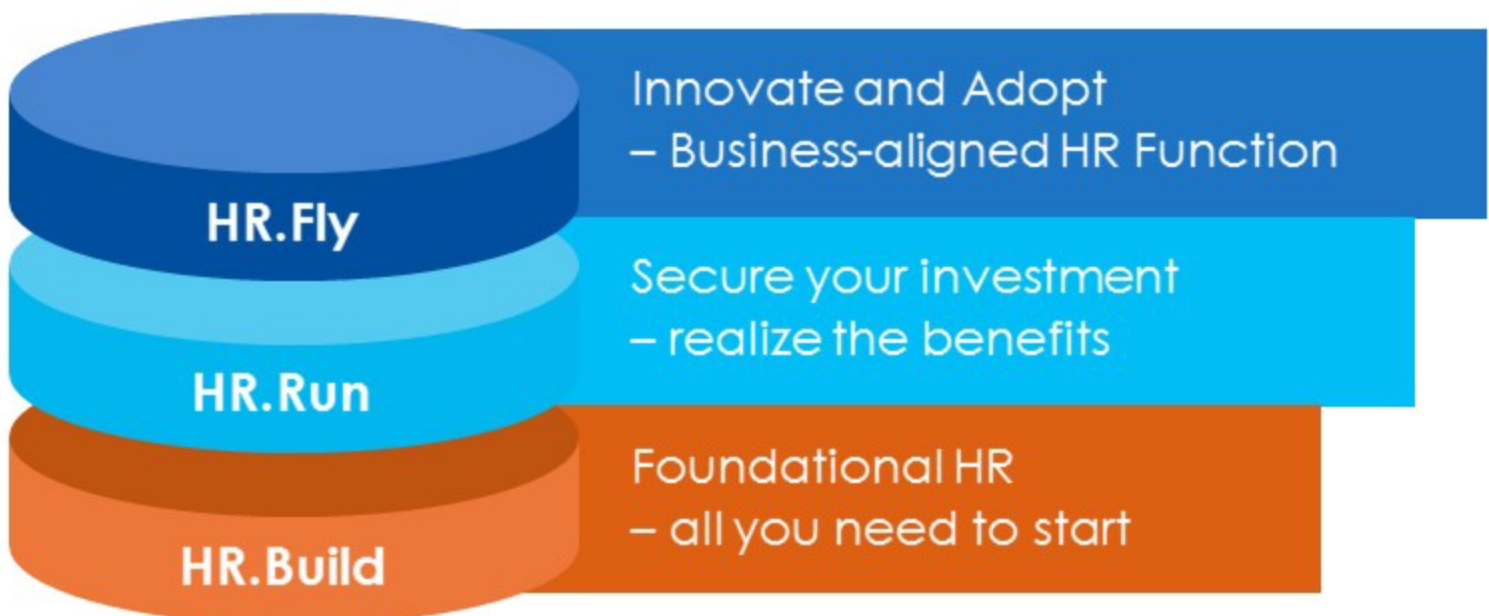 HR.Fly
Innovate and Adopt
– Business-aligned HR Function
HR.Run
Secure your investment
– realize the benefits
HR.Build
Foundational HR
– all you need to start